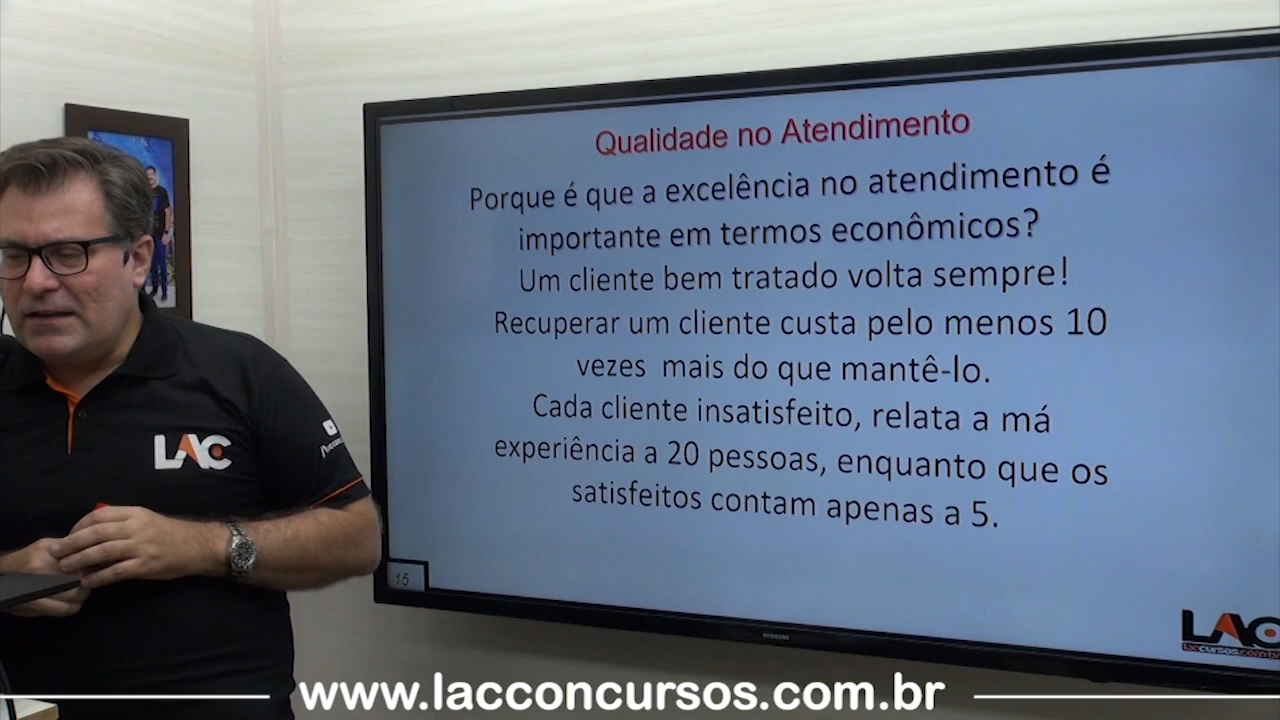 Qualidade no Atendimento
Porque é que a excelência no atendimento é
importante em termos econômicos?
Um cliente bem tratado volta sempre!
Recuperar um cliente custa pelo menos 10
vezes mais do que mantê-lo.
Cada cliente insatisfeito, relata a má
experiência a 20 pessoas, enquanto que os
satisfeitos contam apenas a 5.
15
SAMSUNG
LAC
LAC
www.lacconcursos.com.br